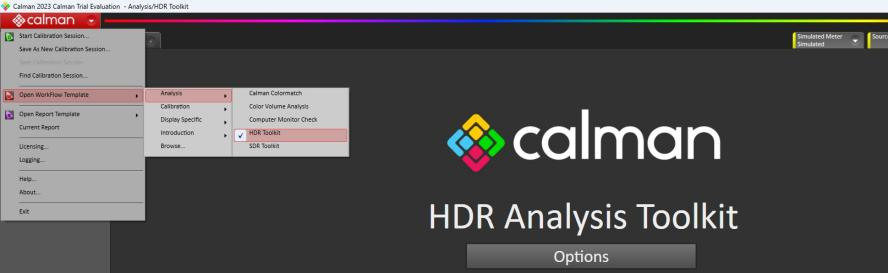 Calman 2023 Calman Trial Evaluation - Analysis/HDR Toolkit
calman
Start Calibration Session...
Save As New Calibration Session...
Save Calibration Session
Find Calibration Session...
Open WorkFlow Template
Open Report Template
Current Report
Licensing...
Logging...
Help...
About...
Exit
Analysis
Calibration
Display Specific
Introduction
Browse...
Calman Colormatch
Color Volume Analysis
Computer Monitor Check
HDR Toolkit
SDR Toolkit
Simulated Meter
Simulated
Source
calman
HDR Analysis Toolkit
Options